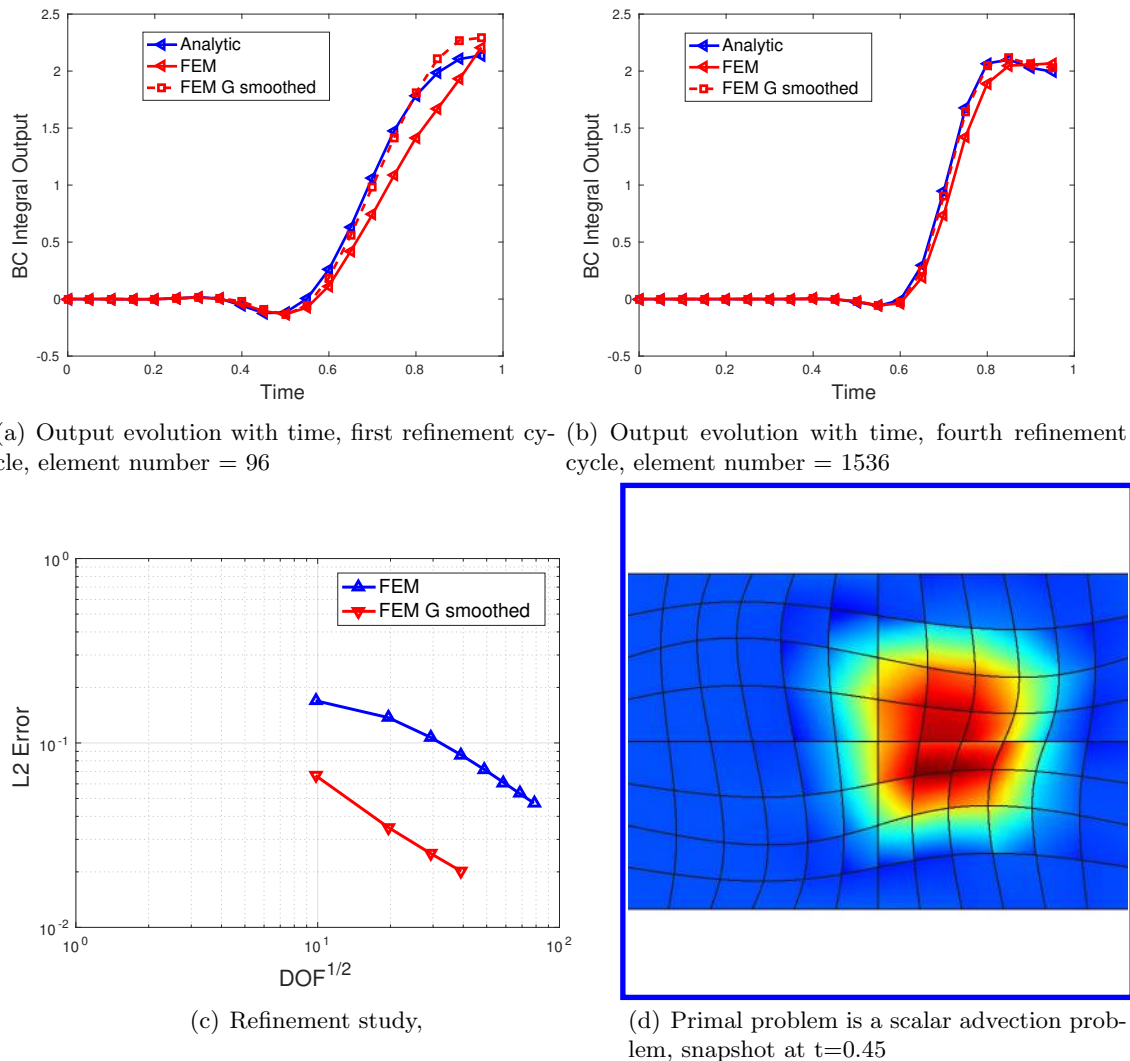 2.5
2
1.5
1
0.5
0
-0.5
BC Integral Output
Analytic
FEM
FEM G smoothed
0 0.2 0.4 0.6 0.8 1
Time
2.5
2
1.5
1
0.5
0
-0.5
BC Integral Output
Analytic
FEM
FEM G smoothed
0 0.2 0.4 0.6 0.8 1
Time
(a) Output evolution with time, first refinement cy-
cle, element number = 96
(b) Output evolution with time, fourth refinement
cycle, element number = 1536
10^0
10^-1
10^-2
L2 Error
FEM
FEM G smoothed
10^0 10^1 10^2
DOF^1/2
(c) Refinement study,
(d) Primal problem is a scalar advection prob-
lem, snapshot at t=0.45